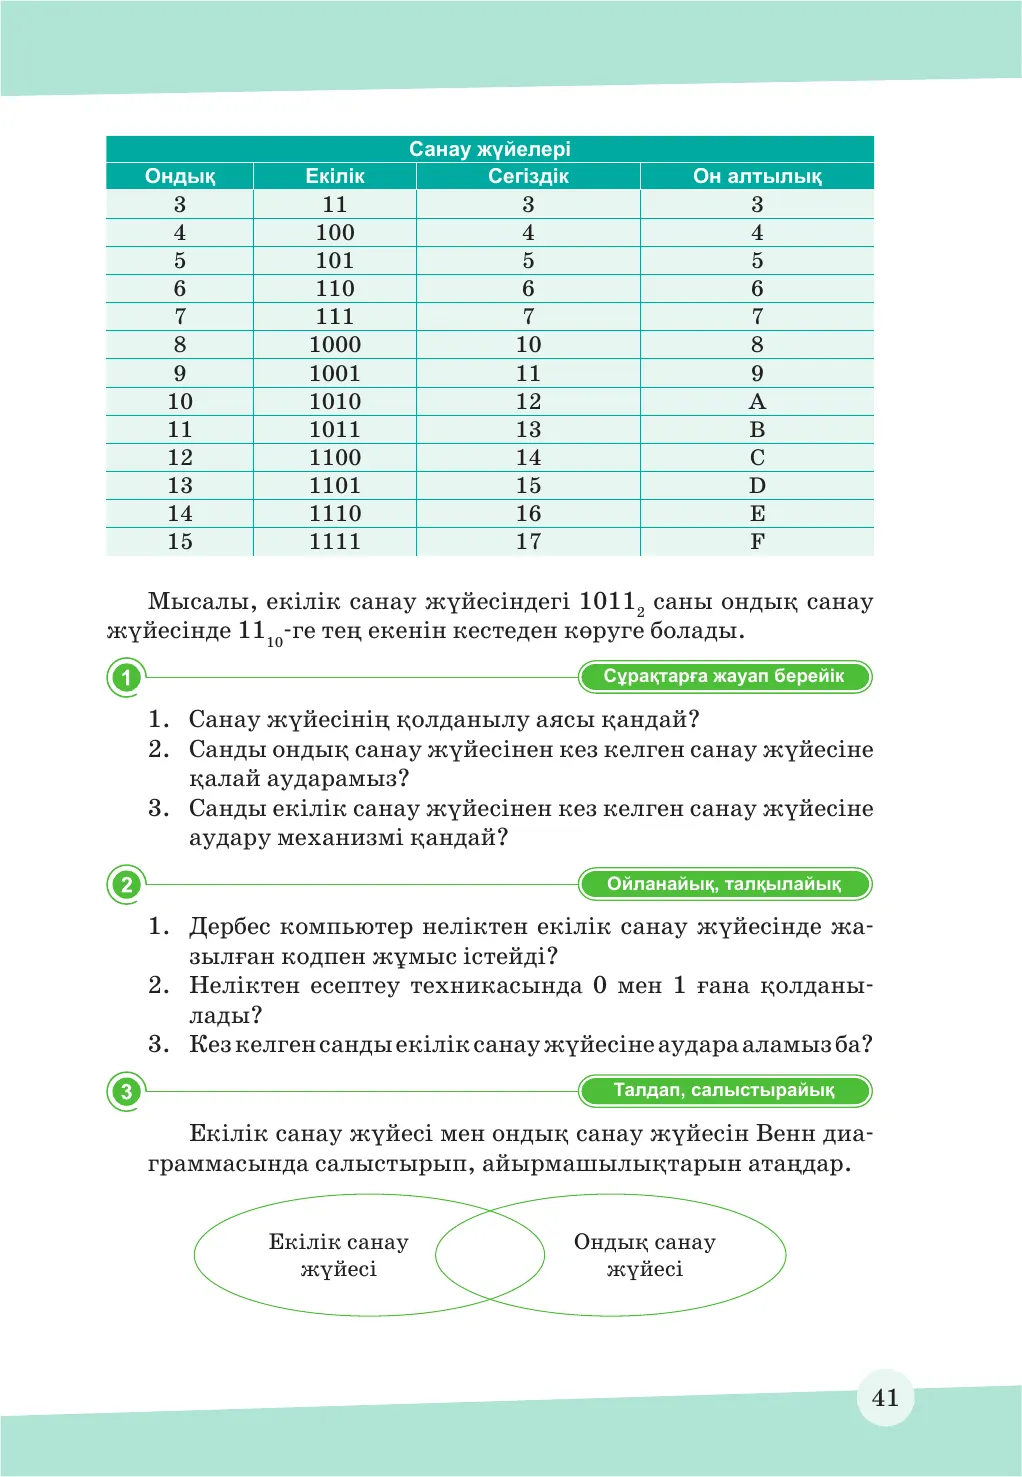 Санау жүйелері
Ондық Екілік Сегіздік Он алтылық
3 11 3 3
4 100 4 4
5 101 5 5
6 110 6 6
7 111 7 7
8 1000 10 8
9 1001 11 9
10 1010 12 A
11 1011 13 B
12 1100 14 C
13 1101 15 D
14 1110 16 E
15 1111 17 F
Мысалы, екілік санау жүйесіндегі 1011₂ саны ондық санау
жүйесінде 11₁₀-ге тең екенін кестеден көруге болады.
1 Сұрақтарға жауап берейік
1. Санау жүйесінің қолданылу аясы қандай?
2. Санды ондық санау жүйесінен кез келген санау жүйесіне
қалай аударамыз?
3. Санды екілік санау жүйесінен кез келген санау жүйесіне
аудару механизмі қандай?
2 Ойланайық, талқылайық
1. Дербес компьютер неліктен екілік санау жүйесінде жа-
зылған кодпен жұмыс істейді?
2. Неліктен есептеу техникасында 0 мен 1 ғана қолданы-
лады?
3. Кез келген санды екілік санау жүйесіне аудара аламыз ба?
3 Талдап, салыстырайық
Екілік санау жүйесі мен ондық санау жүйесін Венн диа-
граммасында салыстырып, айырмашылықтарын атаңдар.
Екілік санау
жүйесі
Ондық санау
жүйесі
41